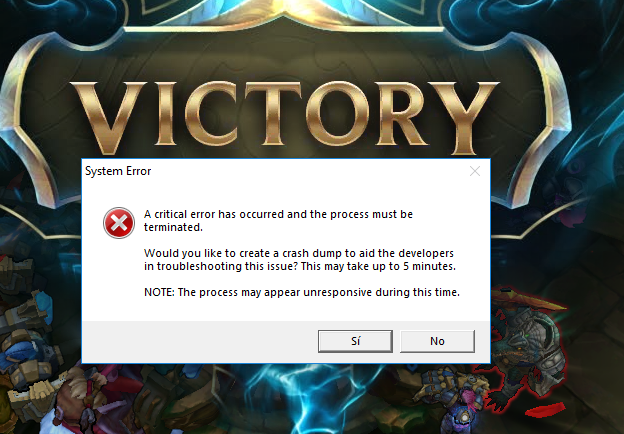 VICTORY
System Error
A critical error has occurred and the process must be
terminated.
Would you like to create a crash dump to aid the developers
in troubleshooting this issue? This may take up to 5 minutes.
NOTE: The process may appear unresponsive during this time.
Sí
No